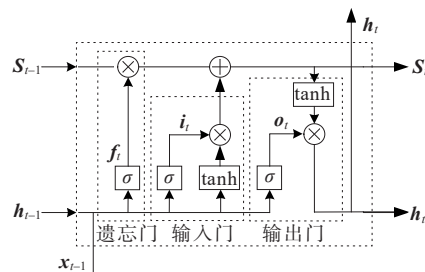 h_t
S_{t-1}
S_t
tanh
i_t
o_t
f_t
σ
σ
tanh
σ
h_{t-1}
h_t
遗忘门
输入门
输出门
x_{t-1}